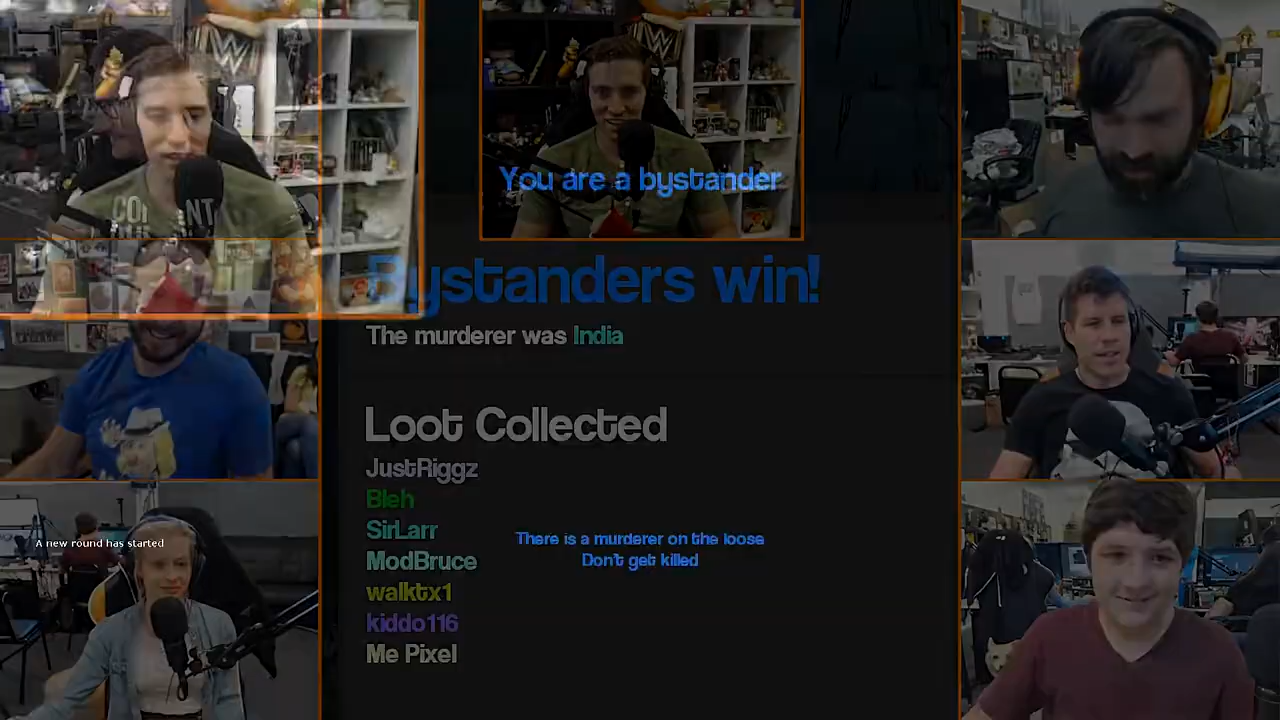 You are a bystander
Bystanders win!
The murderer was India
Loot Collected
JustRiggz
Bleh
SirLarr
ModBruce
walktx1
kiddo116
Me Pixel
There is a murderer on the loose
Don't get killed
A new round has started